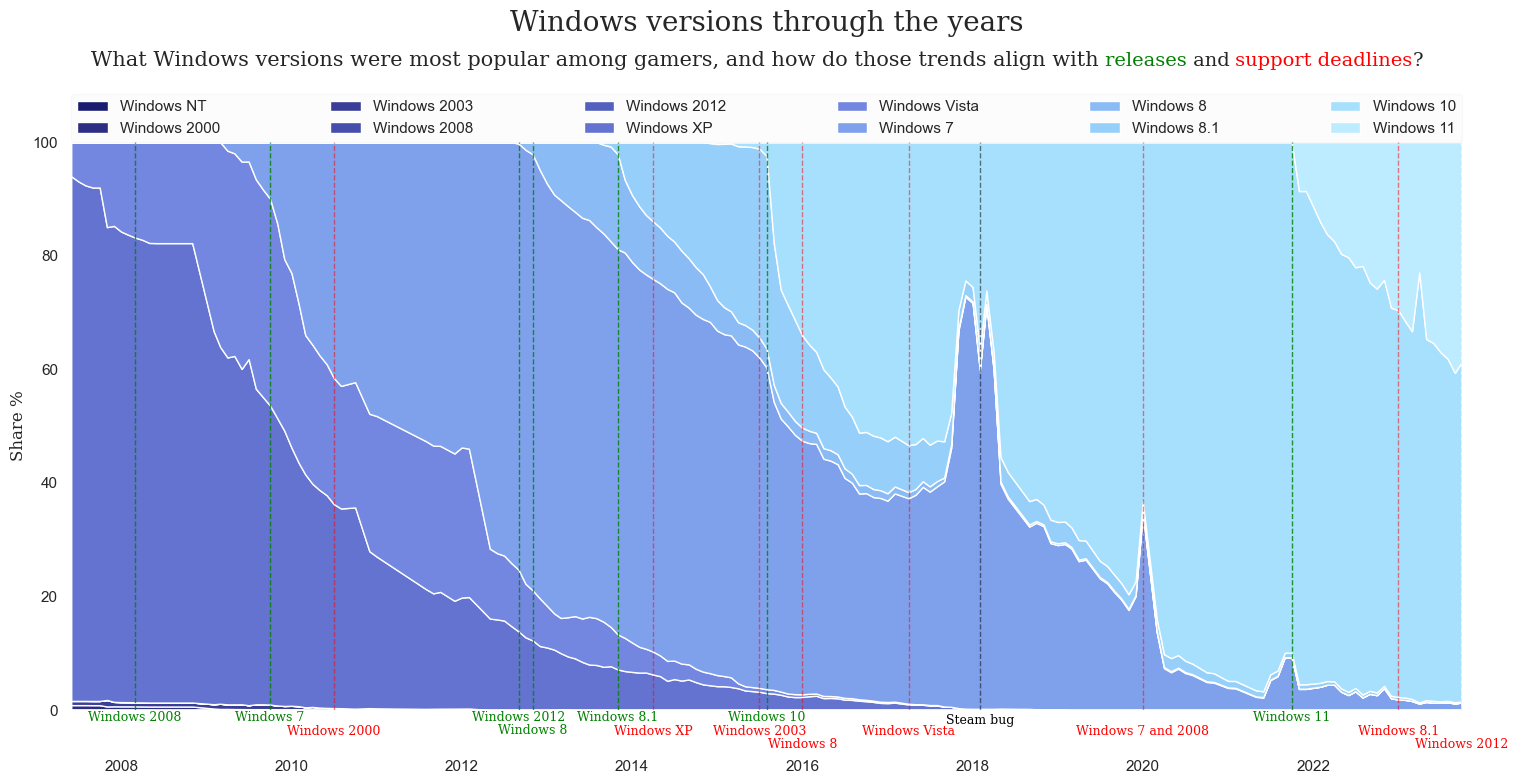 Windows versions through the years
What Windows versions were most popular among gamers, and how do those trends align with releases and support deadlines?
Windows NT Windows 2003 Windows 2012 Windows Vista Windows 8 Windows 10
Windows 2000 Windows 2008 Windows XP Windows 7 Windows 8.1 Windows 11
100
80
60
40
20
0
Share %
Windows 2008 Windows 7 Windows 2012 Windows 8.1 Windows 10 Steam bug Windows 11
Windows 2000 Windows 8 Windows XP Windows 2003 Windows Vista Windows 7 and 2008 Windows 8.1
Windows 8 Windows 2012
2008 2010 2012 2014 2016 2018 2020 2022